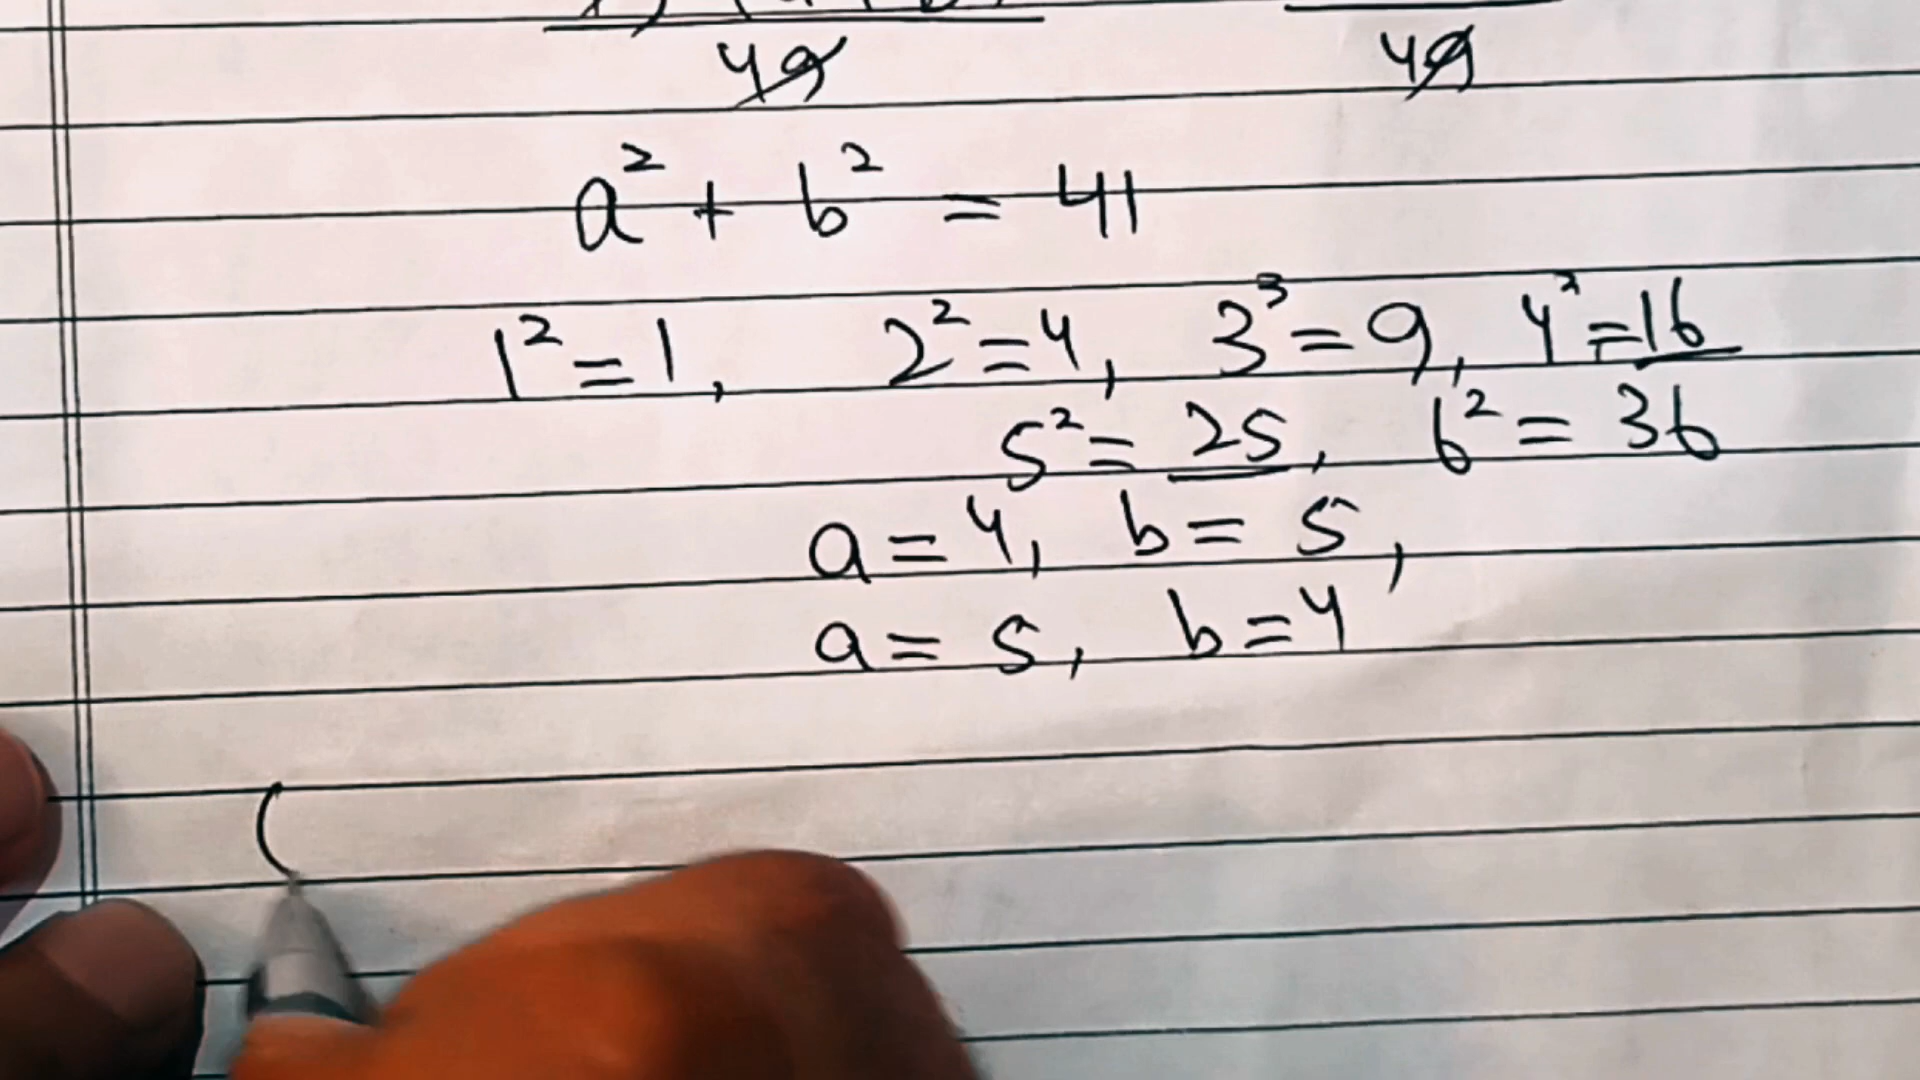 49 49
a² + b² = 41
1² = 1, 2² = 4, 3³ = 9, 4² = 16
5² = 25, 6² = 36
a = 4, b = 5,
a = 5, b = 4
(